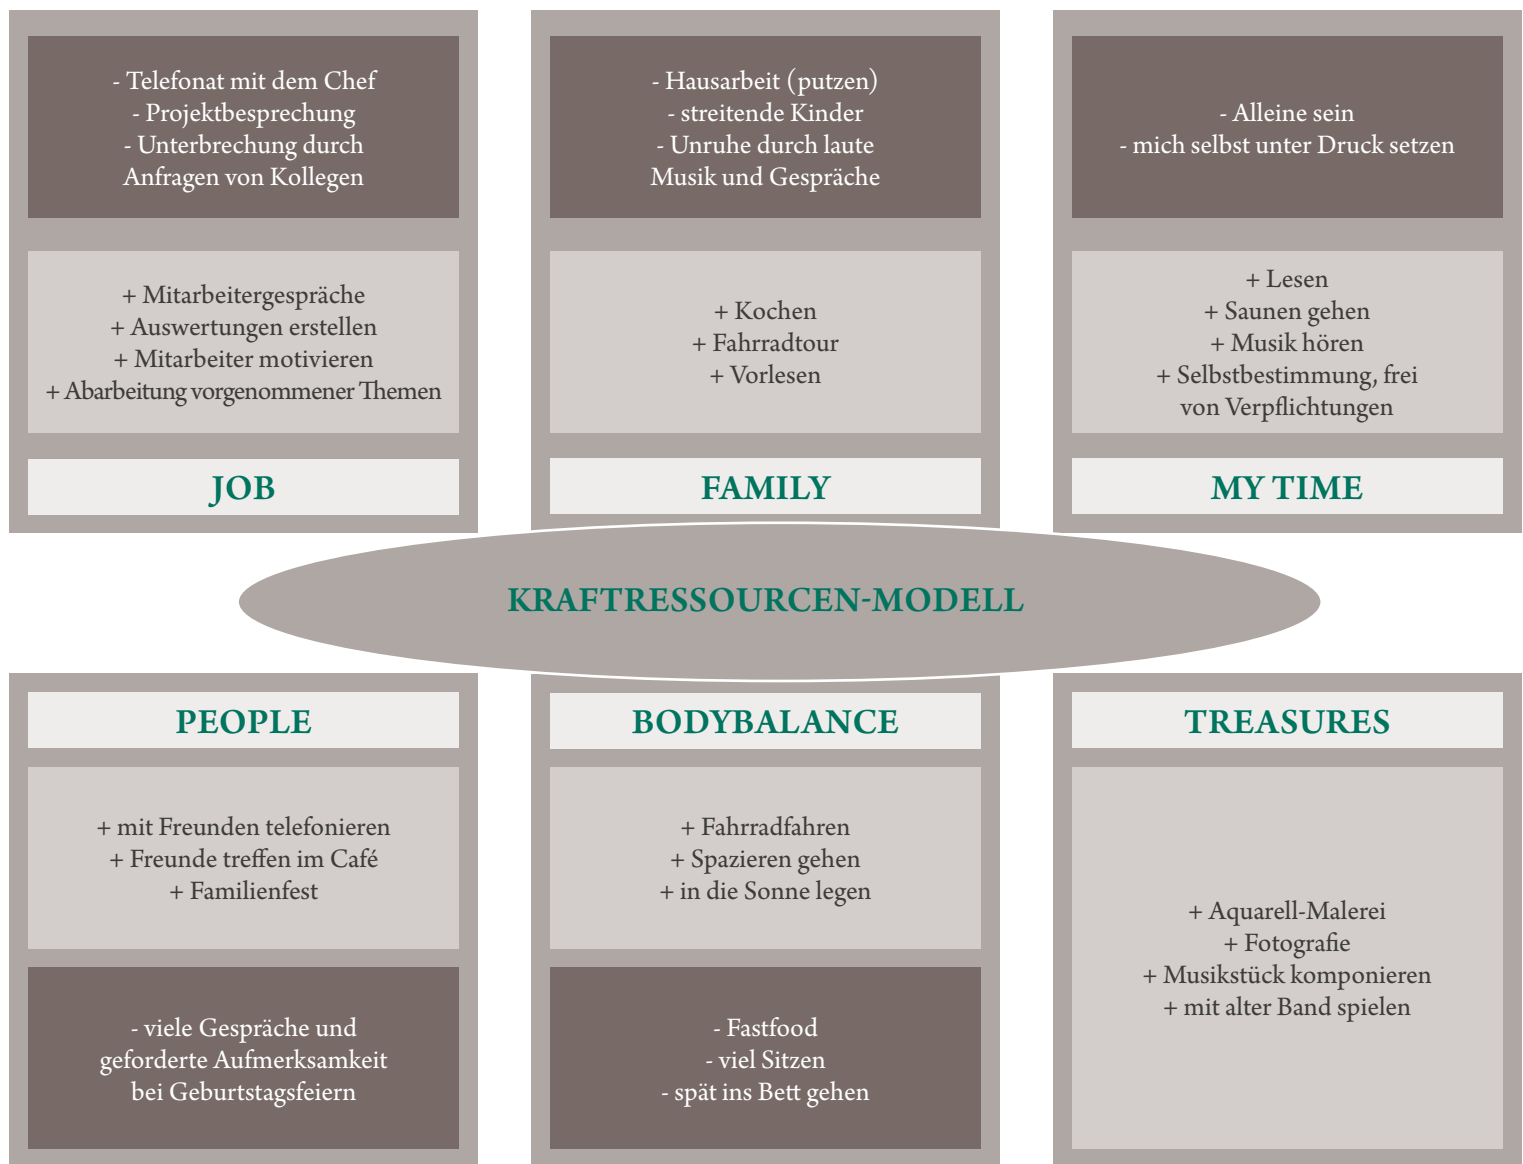 - Telefonat mit dem Chef
- Projektbesprechung
- Unterbrechung durch
Anfragen von Kollegen
+ Mitarbeitergespräche
+ Auswertungen erstellen
+ Mitarbeiter motivieren
+ Abarbeitung vorgenommener Themen
JOB
- Hausarbeit (putzen)
- streitende Kinder
- Unruhe durch laute
Musik und Gespräche
+ Kochen
+ Fahrradtour
+ Vorlesen
FAMILY
- Alleine sein
- mich selbst unter Druck setzen
+ Lesen
+ Saunen gehen
+ Musik hören
+ Selbstbestimmung, frei
von Verpflichtungen
MY TIME
KRAFTRESSOURCEN-MODELL
PEOPLE
+ mit Freunden telefonieren
+ Freunde treffen im Café
+ Familienfest
- viele Gespräche und
geforderte Aufmerksamkeit
bei Geburtstagsfeiern
BODYBALANCE
+ Fahrradfahren
+ Spazieren gehen
+ in die Sonne legen
- Fastfood
- viel Sitzen
- spät ins Bett gehen
TREASURES
+ Aquarell-Malerei
+ Fotografie
+ Musikstück komponieren
+ mit alter Band spielen